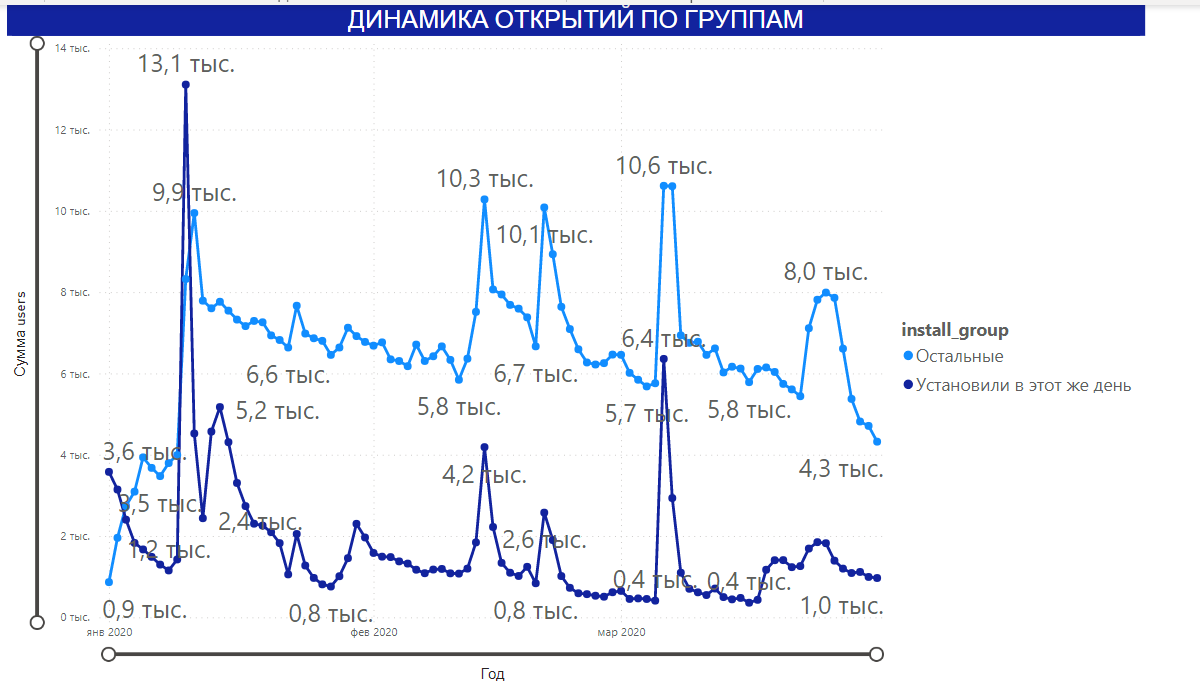 ДИНАМИКА ОТКРЫТИЙ ПО ГРУППАМ
14 тыс.
12 тыс.
10 тыс.
8 тыс.
6 тыс.
4 тыс.
2 тыс.
0 тыс.
Сумма users
13,1 тыс.
9,9 тыс.
10,3 тыс.
10,6 тыс.
10,1 тыс.
8,0 тыс.
6,4 тыс.
6,6 тыс.
6,7 тыс.
5,2 тыс.
5,8 тыс.
5,7 тыс.
5,8 тыс.
3,6 тыс.
4,2 тыс.
4,3 тыс.
3,5 тыс.
2,4 тыс.
1,2 тыс.
2,6 тыс.
0,4 тыс.
0,4 тыс.
0,9 тыс.
0,8 тыс.
0,8 тыс.
1,0 тыс.
янв 2020
фев 2020
мар 2020
Год
install_group
Остальные
Установили в этот же день